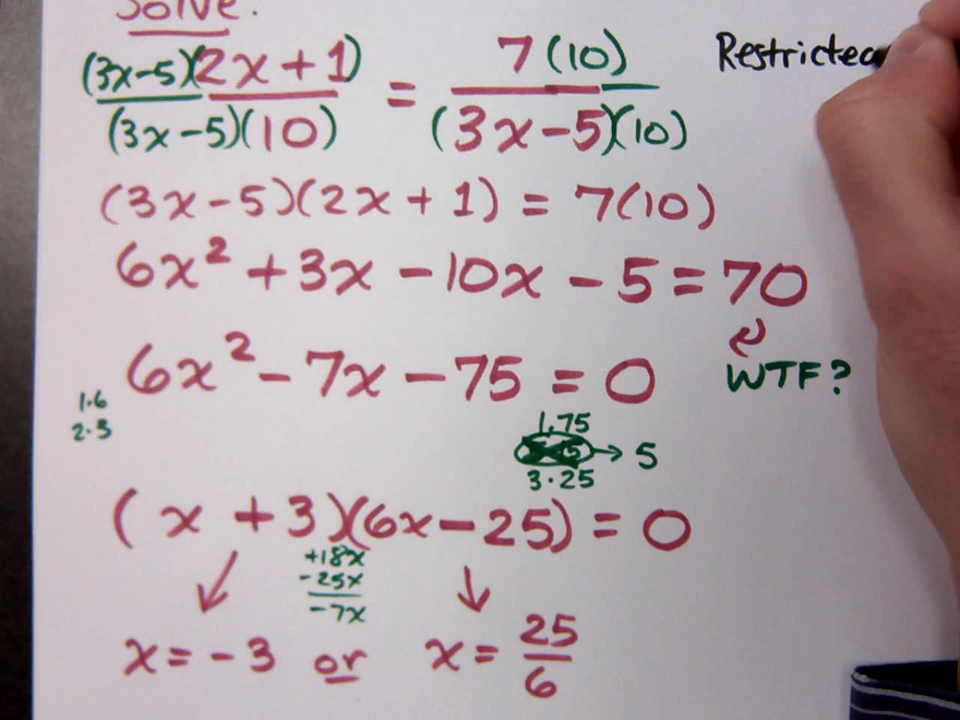 Solve.
(3x-5)(2x+1) / (3x-5)(10) = 7(10) / (3x-5)(10)
Restricted
(3x-5)(2x+1) = 7(10)
6x² + 3x - 10x - 5 = 70
6x² - 7x - 75 = 0
WTF?
1·6
2·3
1·75
→ 5
3·25
(x + 3)(6x - 25) = 0
+18x
-25x
-7x
x = -3 or x = 25/6